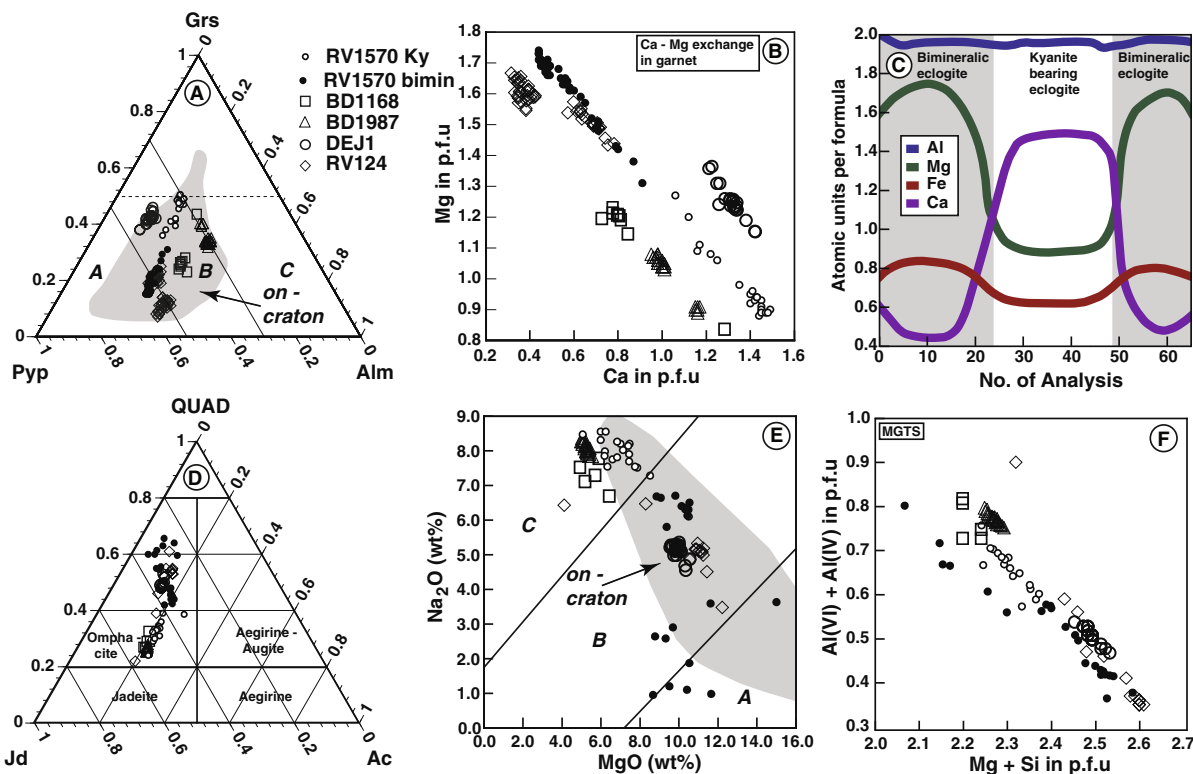 Grs
1
0
A
0.8
0.2
0.6
0.4
0.4
0.6
0.2
0.8
0
1
A
B
C
on -
craton
1
0.8
0.6
0.4
0.2
0
Pyp
Alm
RV1570 Ky
RV1570 bimin
BD1168
BD1987
DEJ1
RV124
Mg in p.f.u
1.8
1.7
1.6
1.5
1.4
1.3
1.2
1.1
1.0
0.9
0.8
Ca - Mg exchange
in garnet
B
0.2 0.4 0.6 0.8 1.0 1.2 1.4 1.6
Ca in p.f.u
Atomic units per formula
2.0
1.8
1.6
1.4
1.2
1.0
0.8
0.6
0.4
C
Bimineralic
eclogite
Kyanite
bearing
eclogite
Bimineralic
eclogite
Al
Mg
Fe
Ca
0 10 20 30 40 50 60
No. of Analysis
QUAD
1
0
D
0.8
0.2
0.6
0.4
0.4
0.6
0.2
0.8
0
1
Ompha -
cite
Aegirine -
Augite
Jadeite
Aegirine
1
0.8
0.6
0.4
0.2
0
Jd
Ac
Na2O (wt%)
9.0
8.0
7.0
6.0
5.0
4.0
3.0
2.0
1.0
0
E
C
on -
craton
B
A
0.0 2.0 4.0 6.0 8.0 10.0 12.0 14.0 16.0
MgO (wt%)
Al(VI) + Al(IV) in p.f.u
1.0
0.9
0.8
0.7
0.6
0.5
0.4
0.3
MGTS
F
2.0 2.1 2.2 2.3 2.4 2.5 2.6 2.7
Mg + Si in p.f.u